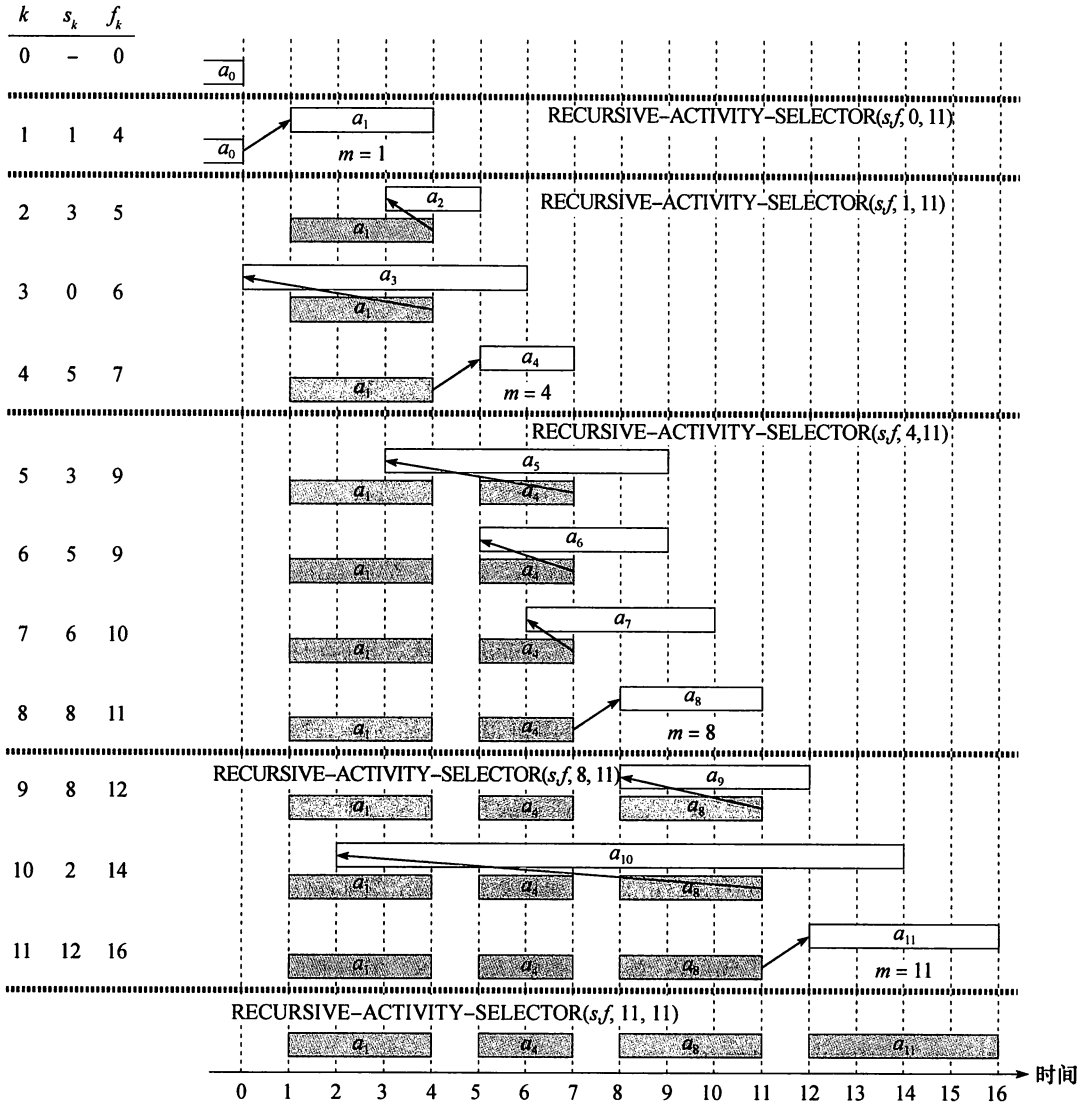 k s_k f_k
0 – 0
a_0
RECURSIVE–ACTIVITY–SELECTOR(s,f, 0, 11)
1 1 4
a_1
a_0
m = 1
RECURSIVE–ACTIVITY–SELECTOR(s,f, 1, 11)
2 3 5
a_2
a_1
3 0 6
a_3
a_1
4 5 7
a_4
a_1
m = 4
RECURSIVE–ACTIVITY–SELECTOR(s,f, 4,11)
5 3 9
a_5
a_1 a_4
6 5 9
a_6
a_1 a_4
7 6 10
a_7
a_1 a_4
8 8 11
a_8
a_1 a_4
m = 8
RECURSIVE–ACTIVITY–SELECTOR(s,f, 8, 11)
9 8 12
a_9
a_1 a_4 a_8
10 2 14
a_10
a_1 a_4 a_8
11 12 16
a_11
a_1 a_4 a_8
m = 11
RECURSIVE–ACTIVITY–SELECTOR(s,f, 11, 11)
a_1 a_4 a_8 a_11
时间
0 1 2 3 4 5 6 7 8 9 10 11 12 13 14 15 16